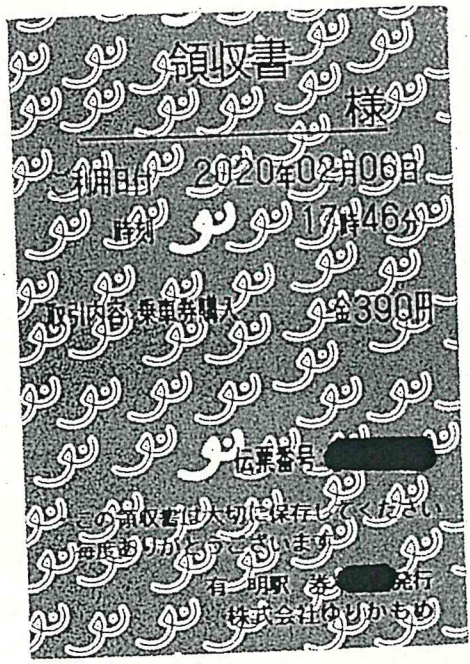 領収書
様
ご利用日付 2020年02月06日
時刻 17時46分
取引内容 乗車券購入 金390円
伝票番号
この領収書は大切に保存してください
毎度ありがとうございます
有明駅 券 発行
株式会社ゆりかもめ